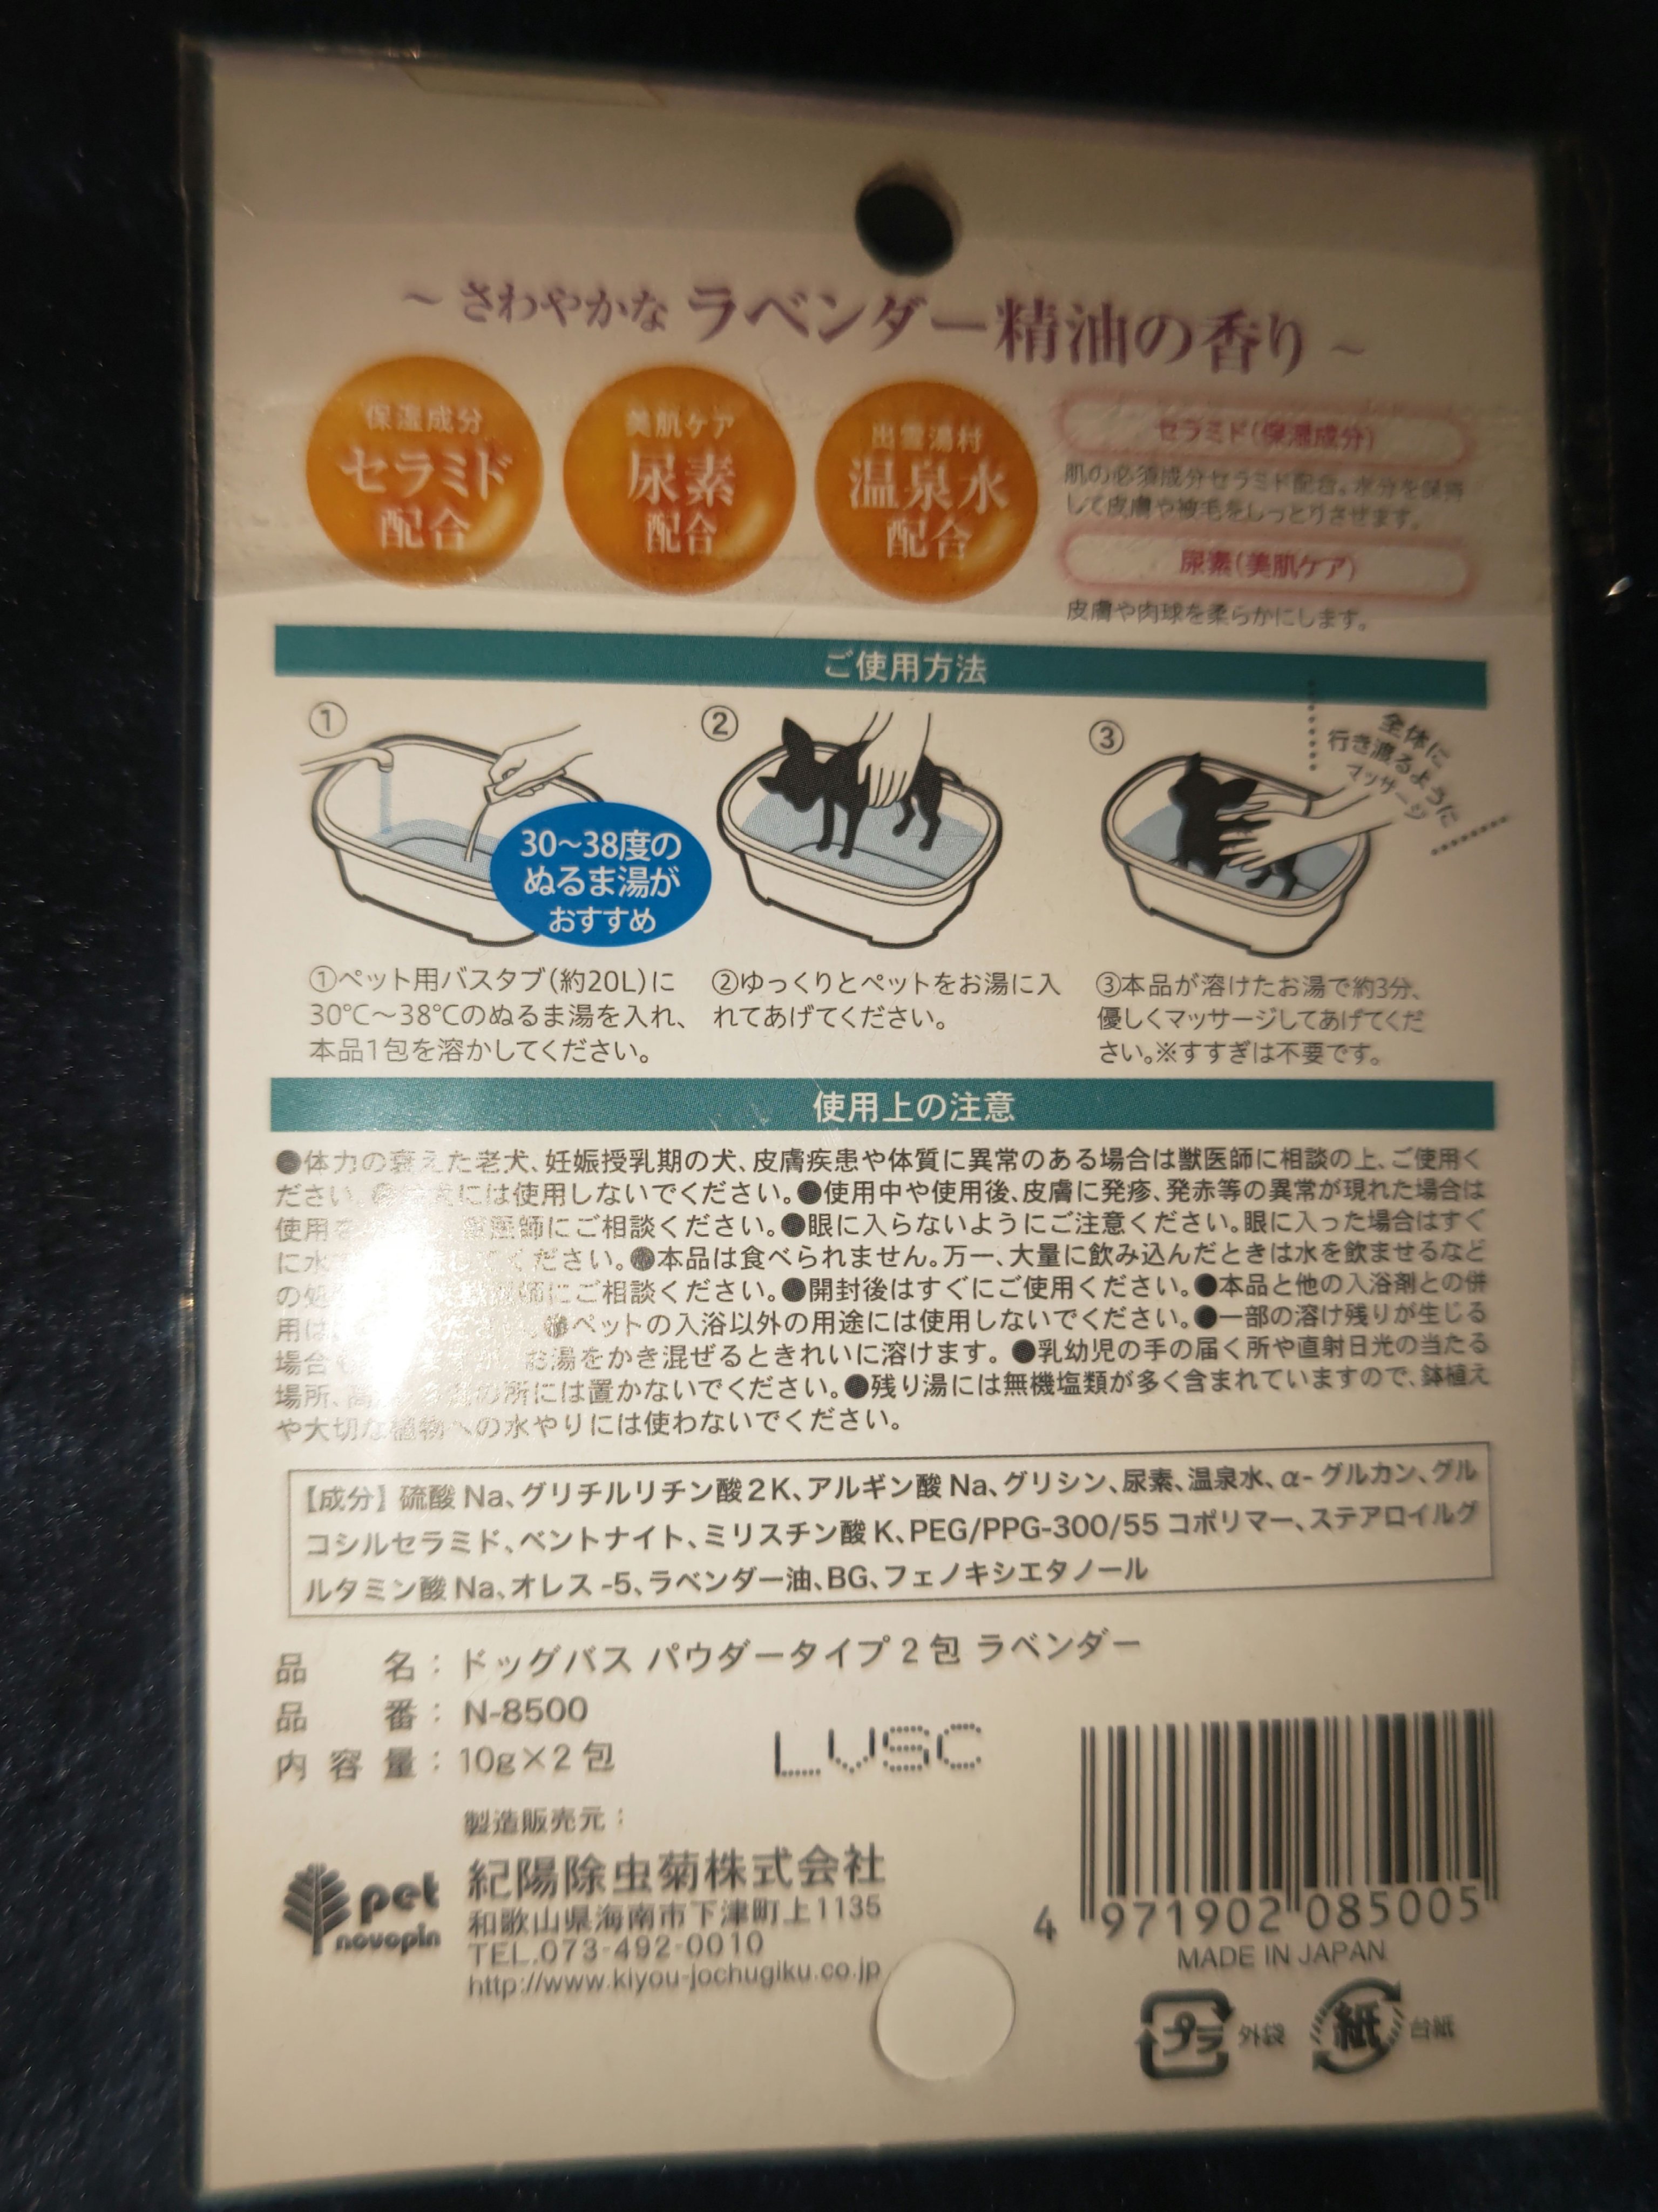 ～さわやかな ラベンダー精油の香り～
保湿成分
セラミド
配合
美肌ケア
尿素
配合
出雲湯村
温泉水
配合
セラミド(保湿成分)
肌の必須成分セラミド配合。水分を保持
して皮膚や被毛をしっとりさせます。
尿素(美肌ケア)
皮膚や肉球を柔らかにします。
ご使用方法
①
30～38度の
ぬるま湯が
おすすめ
②
③
全体に
行き渡るように
マッサージ
①ペット用バスタブ(約20L)に
30℃～38℃のぬるま湯を入れ、
本品1包を溶かしてください。
②ゆっくりとペットをお湯に入
れてあげてください。
③本品が溶けたお湯で約3分、
優しくマッサージしてあげてくだ
さい。※すすぎは不要です。
使用上の注意
●体力の衰えた老犬、妊娠授乳期の犬、皮膚疾患や体質に異常のある場合は獣医師に相談の上、ご使用く
ださい。には使用しないでください。●使用中や使用後、皮膚に発疹、発赤等の異常が現れた場合は
使用を 獣医師にご相談ください。●眼に入らないようにご注意ください。眼に入った場合はすぐ
に水 ください。●本品は食べられません。万一、大量に飲み込んだときは水を飲ませるなど
の処 師にご相談ください。●開封後はすぐにご使用ください。●本品と他の入浴剤との併
用は ●ペットの入浴以外の用途には使用しないでください。●一部の溶け残りが生じる
場合 お湯をかき混ぜるときれいに溶けます。●乳幼児の手の届く所や直射日光の当たる
場所、 の所には置かないでください。●残り湯には無機塩類が多く含まれていますので、鉢植え
や大切な植物への水やりには使わないでください。
【成分】硫酸Na、グリチルリチン酸2K、アルギン酸Na、グリシン、尿素、温泉水、α-グルカン、グル
コシルセラミド、ベントナイト、ミリスチン酸K、PEG/PPG-300/55コポリマー、ステアロイルグ
ルタミン酸Na、オレス-5、ラベンダー油、BG、フェノキシエタノール
品 名：ドッグバス パウダータイプ2包 ラベンダー
品 番：N-8500
内容量：10g×2包
LVSC
製造販売元：
pet
novopin
紀陽除虫菊株式会社
和歌山県海南市下津町上1135
TEL.073-492-0010
http://www.kiyou-jochugiku.co.jp
4 971902 085005
MADE IN JAPAN
プラ 外袋 紙 台紙